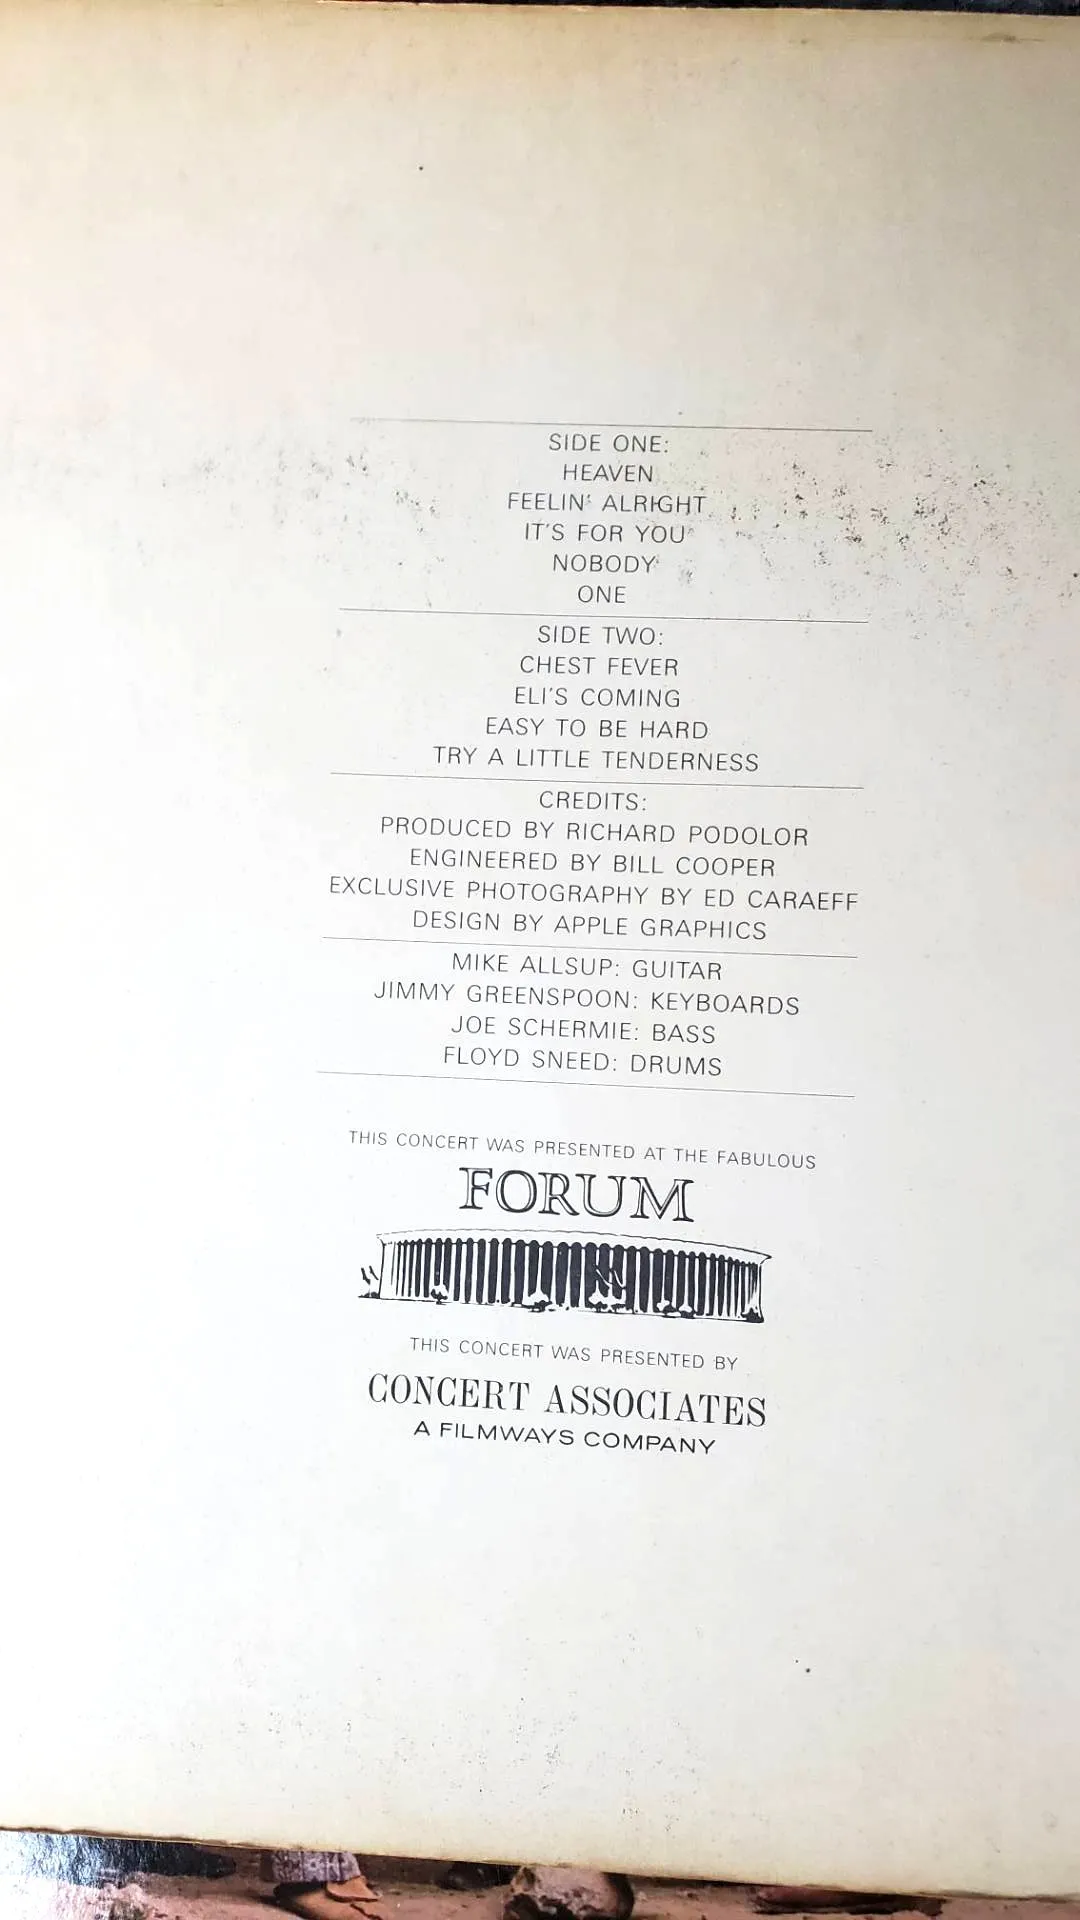 SIDE ONE:
HEAVEN
FEELIN' ALRIGHT
IT'S FOR YOU
NOBODY
ONE
SIDE TWO:
CHEST FEVER
ELI'S COMING
EASY TO BE HARD
TRY A LITTLE TENDERNESS
CREDITS:
PRODUCED BY RICHARD PODOLOR
ENGINEERED BY BILL COOPER
EXCLUSIVE PHOTOGRAPHY BY ED CARAEFF
DESIGN BY APPLE GRAPHICS
MIKE ALLSUP: GUITAR
JIMMY GREENSPOON: KEYBOARDS
JOE SCHERMIE: BASS
FLOYD SNEED: DRUMS
THIS CONCERT WAS PRESENTED AT THE FABULOUS
FORUM
THIS CONCERT WAS PRESENTED BY
CONCERT ASSOCIATES
A FILMWAYS COMPANY